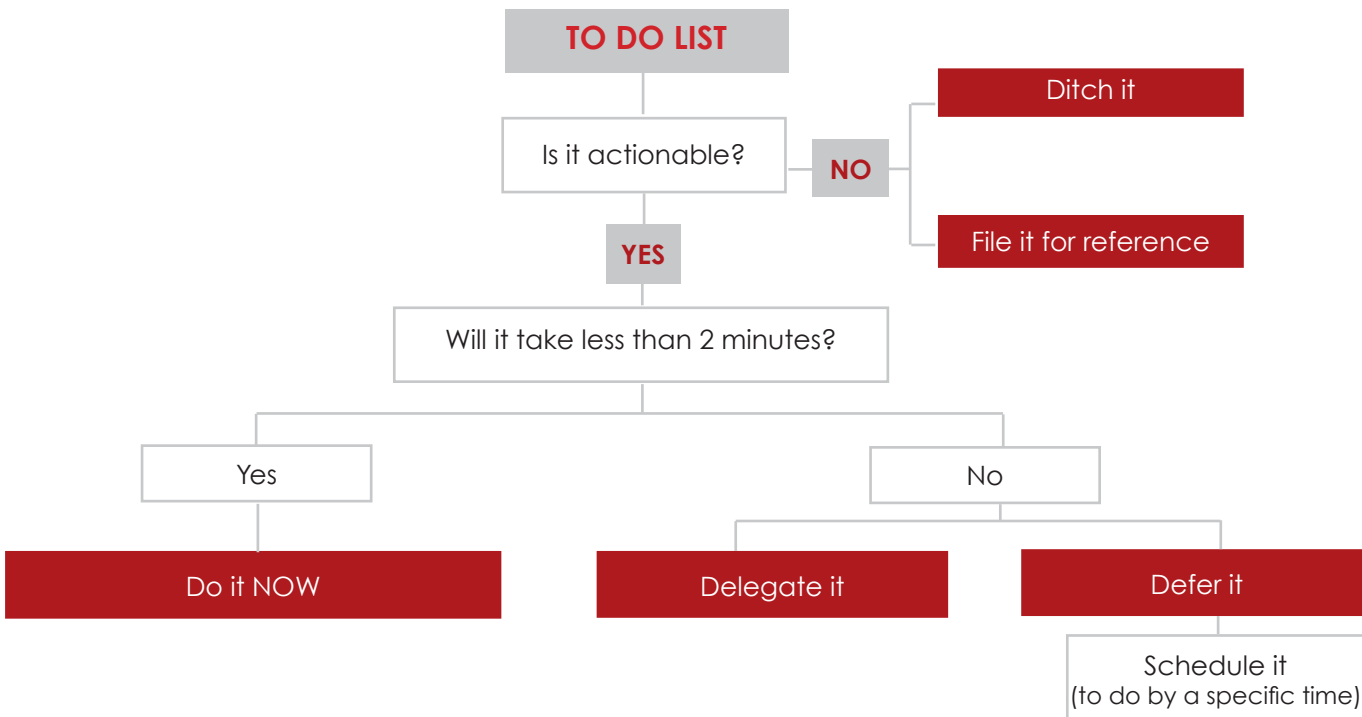 TO DO LIST
Ditch it
Is it actionable?
NO
File it for reference
YES
Will it take less than 2 minutes?
Yes
No
Do it NOW
Delegate it
Defer it
Schedule it
(to do by a specific time)